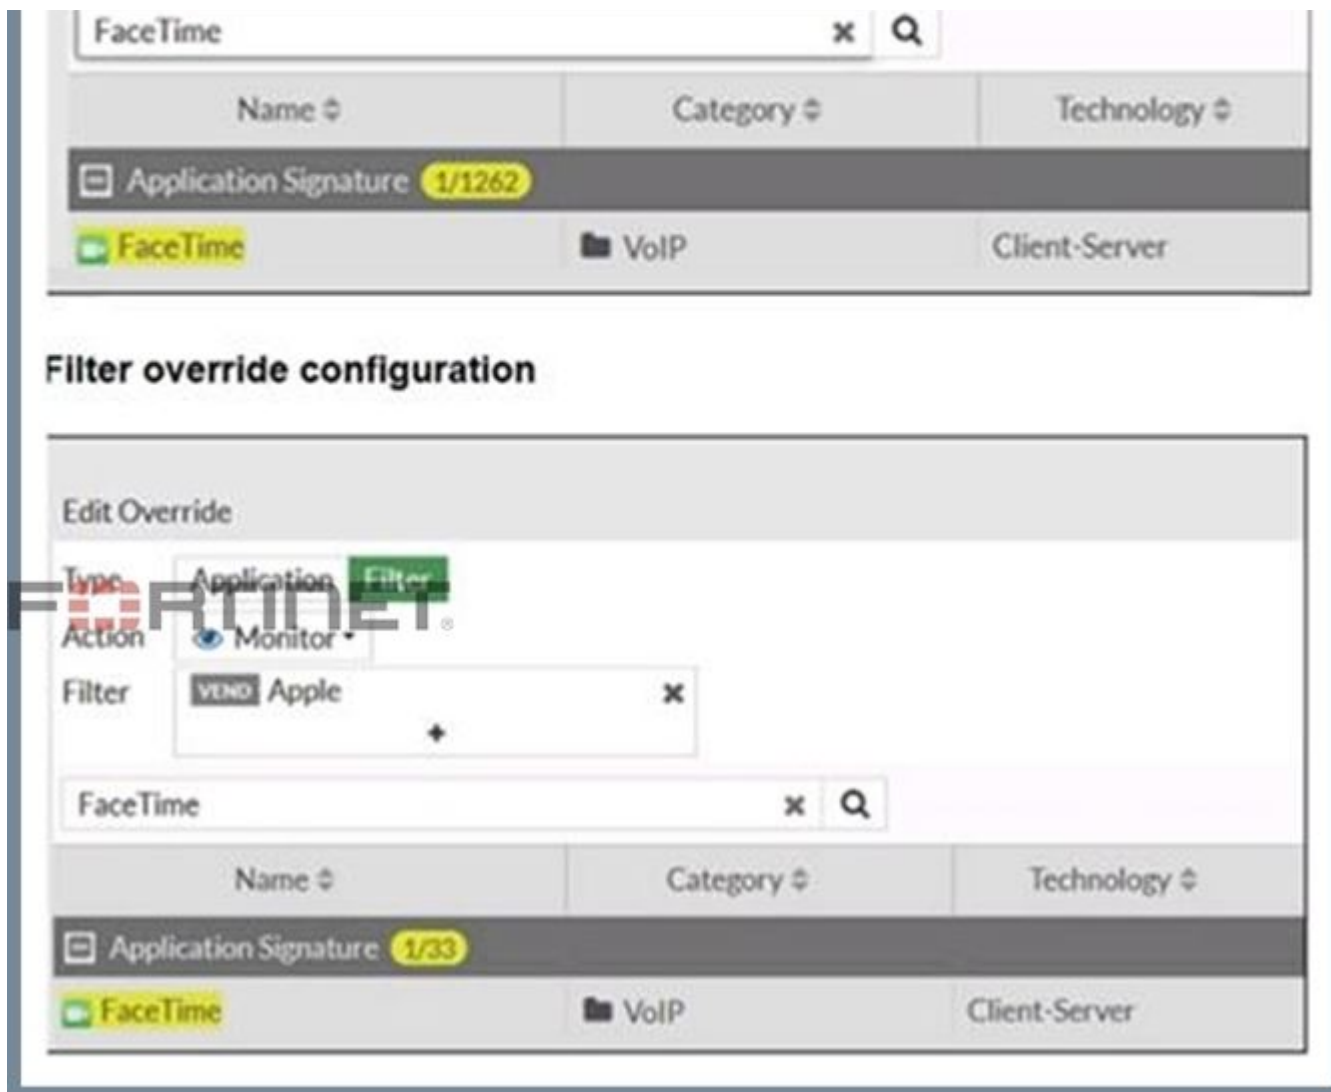 FaceTime
Name Category Technology
Application Signature 1/1262
FaceTime VoIP Client-Server
Filter override configuration
Edit Override
Type Application Filter
FORTINET
Action Monitor
Filter VEND Apple
FaceTime
Name Category Technology
Application Signature 1/33
FaceTime VoIP Client-Server